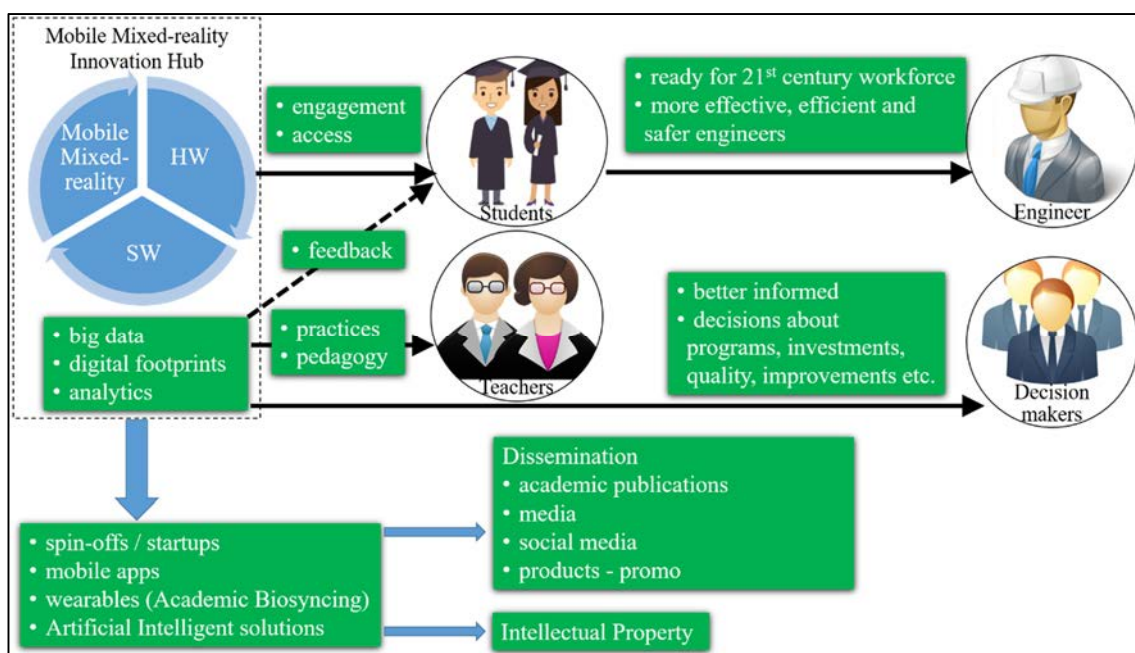 Mobile Mixed-reality
Innovation Hub
Mobile
Mixed-
reality
HW
SW
• big data
• digital footprints
• analytics
• engagement
• access
• feedback
• practices
• pedagogy
Students
Teachers
• ready for 21st century workforce
• more effective, efficient and
safer engineers
Engineer
• better informed
• decisions about
programs, investments,
quality, improvements etc.
Decision
makers
• spin-offs / startups
• mobile apps
• wearables (Academic Biosyncing)
• Artificial Intelligent solutions
Dissemination
• academic publications
• media
• social media
• products - promo
Intellectual Property